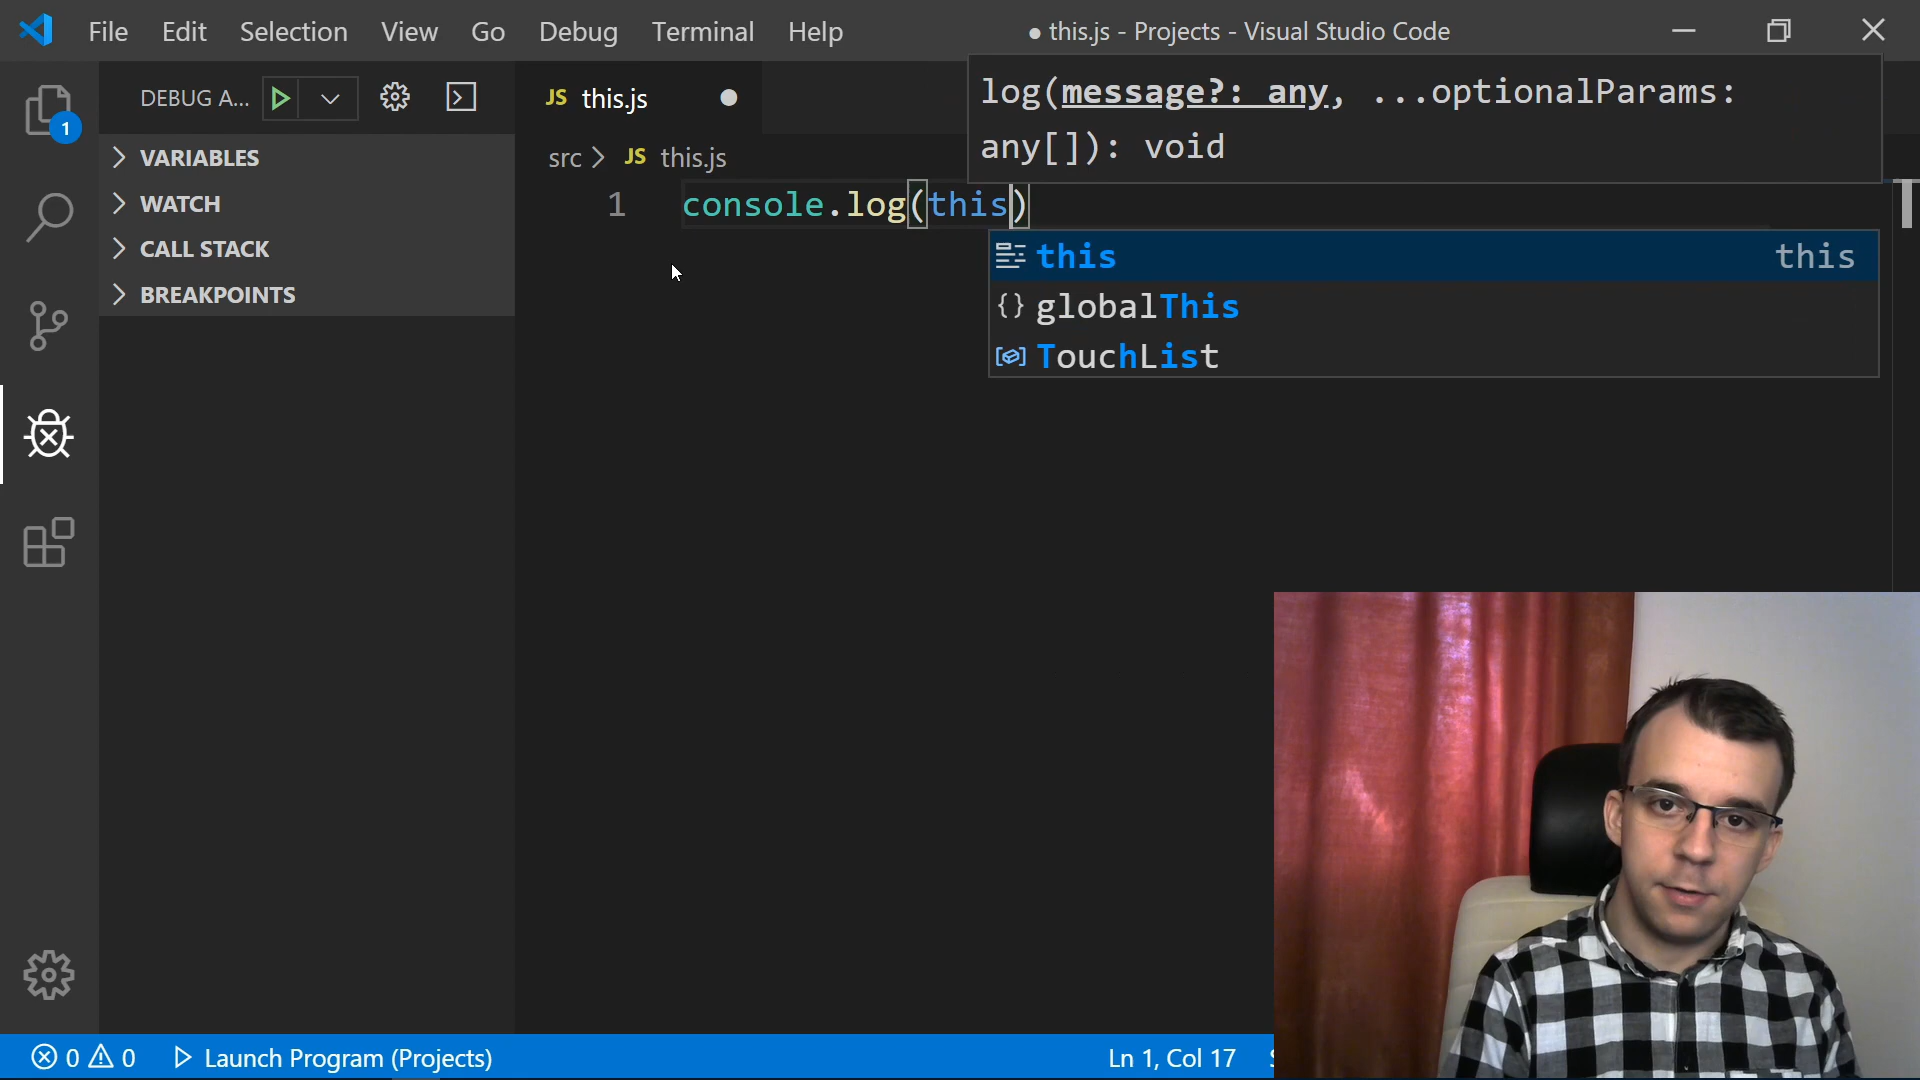 File Edit Selection View Go Debug Terminal Help
● this.js - Projects - Visual Studio Code
1
DEBUG A...
JS this.js ●
log(message?: any, ...optionalParams:
any[]): void
VARIABLES
WATCH
CALL STACK
BREAKPOINTS
src > JS this.js
1 console.log(this)
this this
{} globalThis
TouchList
0 0 Launch Program (Projects)
Ln 1, Col 17